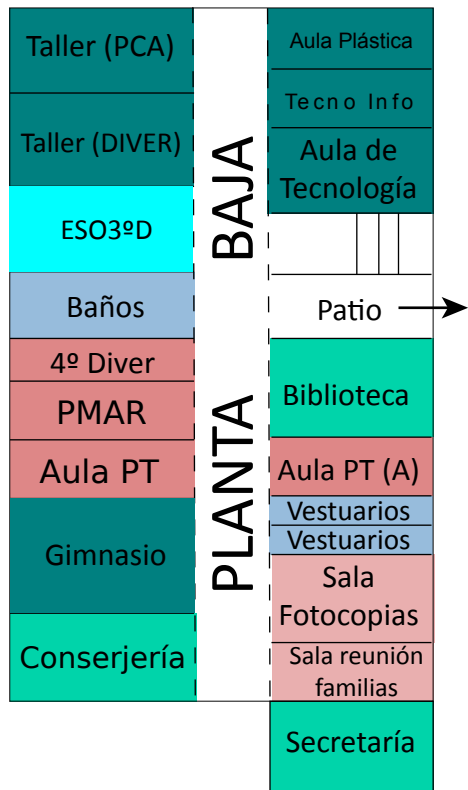 Taller (PCA)
Taller (DIVER)
ESO3ºD
Baños
4º Diver
PMAR
Aula PT
Gimnasio
Conserjería
PLANTA BAJA
Aula Plástica
Tecno Info
Aula de
Tecnología
Patio
Biblioteca
Aula PT (A)
Vestuarios
Vestuarios
Sala
Fotocopias
Sala reunión
familias
Secretaría